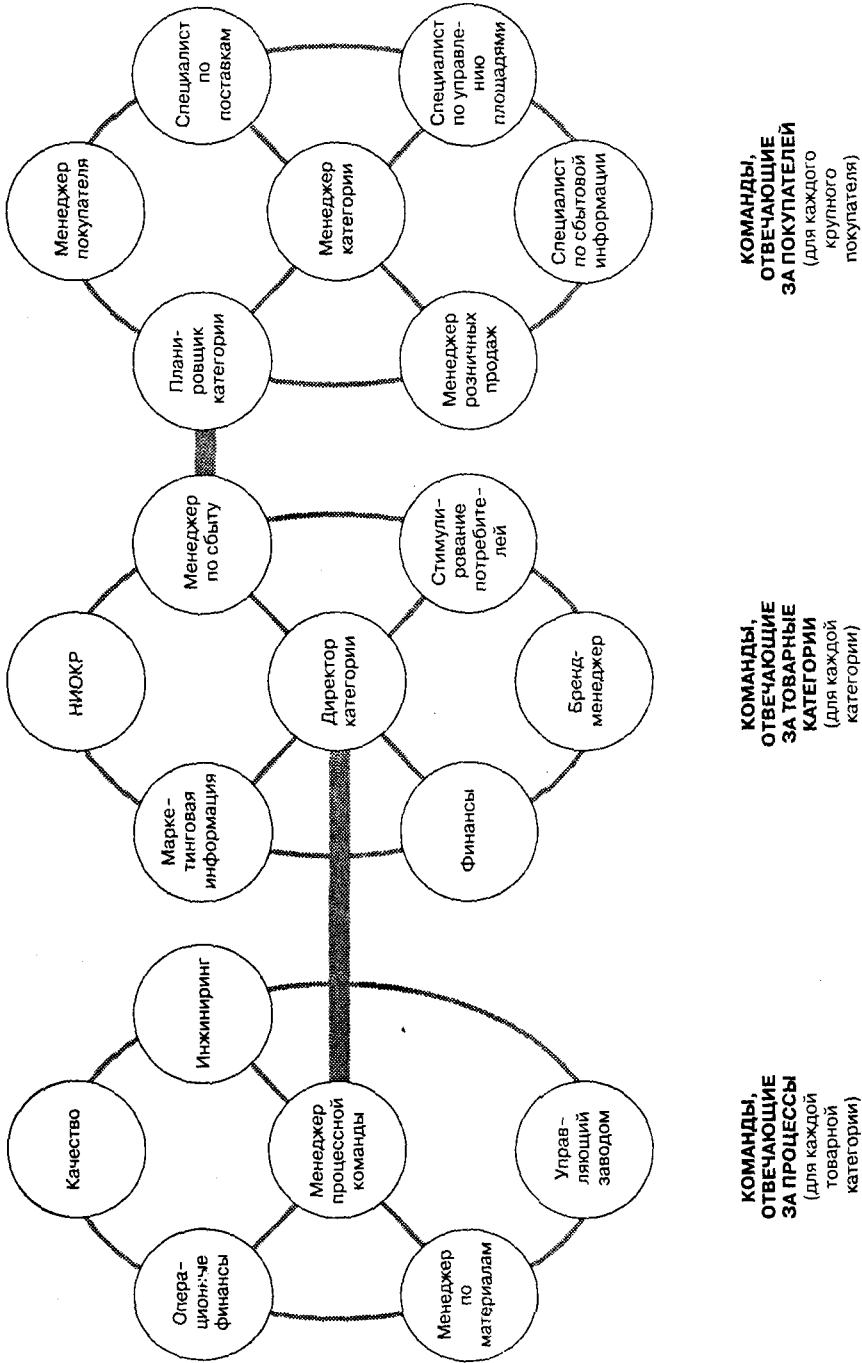 Качество
Опера-
ционные
финансы
Инжиниринг
Менеджер
процессной
команды
Менеджер
по
материалам
Управ-
ляющий
заводом
КОМАНДЫ,
ОТВЕЧАЮЩИЕ
ЗА ПРОЦЕССЫ
(для каждой
товарной
категории)
НИОКР
Марке-
тинговая
информация
Менеджер
по сбыту
Директор
категории
Финансы
Стимули-
рование
потребите-
лей
Бренд-
менеджер
КОМАНДЫ,
ОТВЕЧАЮЩИЕ
ЗА ТОВАРНЫЕ
КАТЕГОРИИ
(для каждой
категории)
Менеджер
покупателя
Плани-
ровщик
категории
Специалист
по
поставкам
Менеджер
категории
Менеджер
розничных
продаж
Специалист
по управле-
нию
площадями
Специалист
по сбытовой
информации
КОМАНДЫ,
ОТВЕЧАЮЩИЕ
ЗА ПОКУПАТЕЛЕЙ
(для каждого
крупного
покупателя)